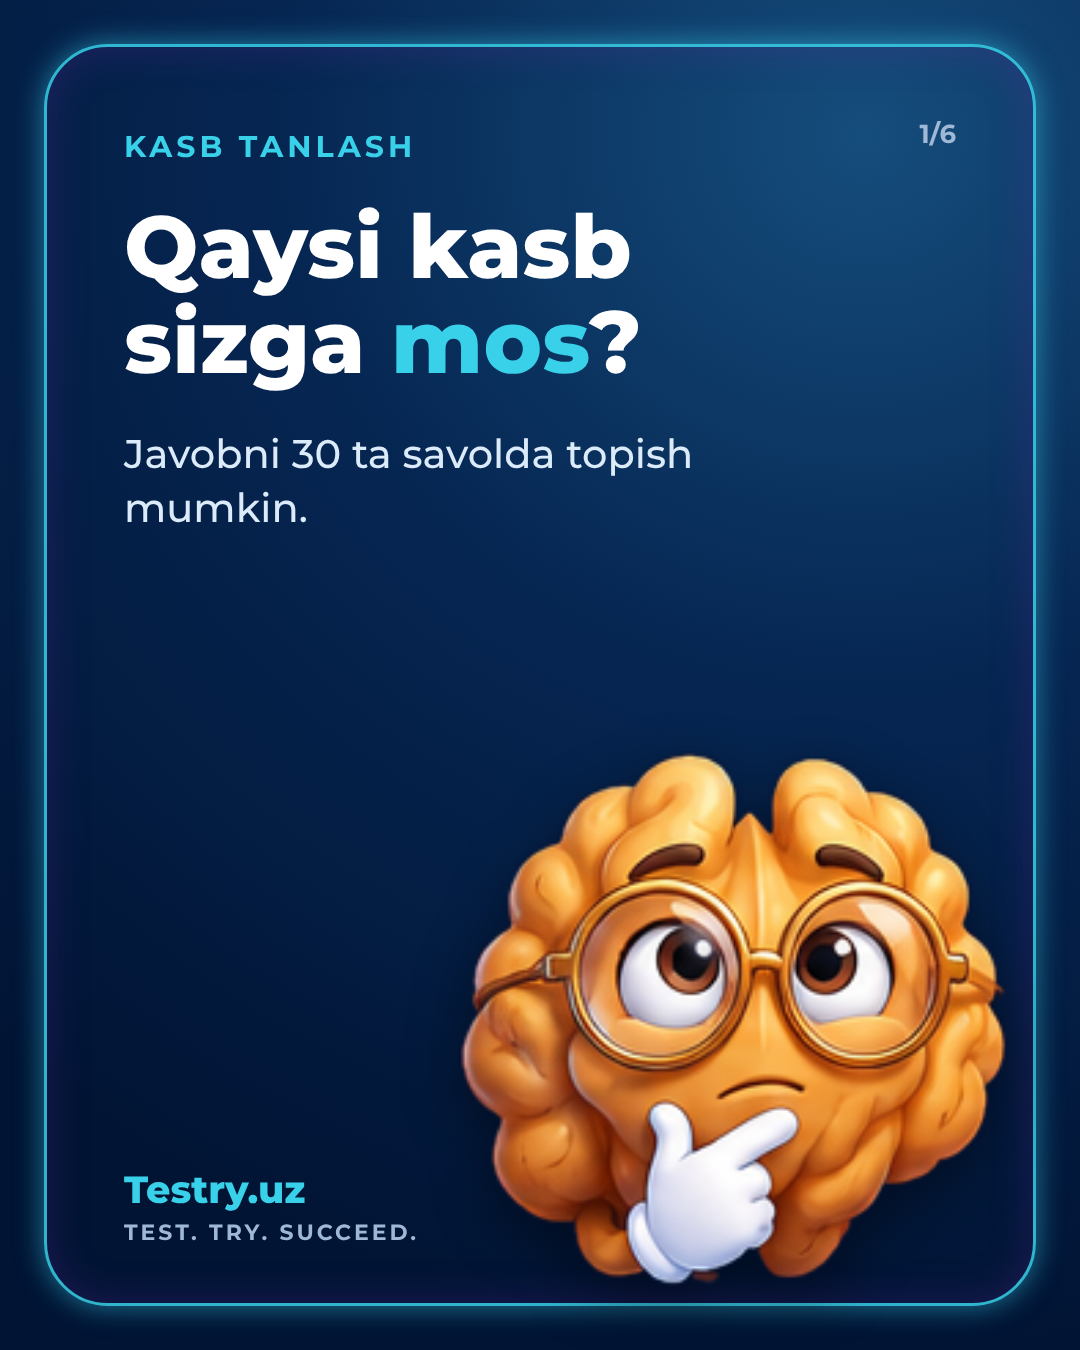 KASB TANLASH
1/6
Qaysi kasb
sizga mos?
Javobni 30 ta savolda topish
mumkin.
Testry.uz
TEST. TRY. SUCCEED.